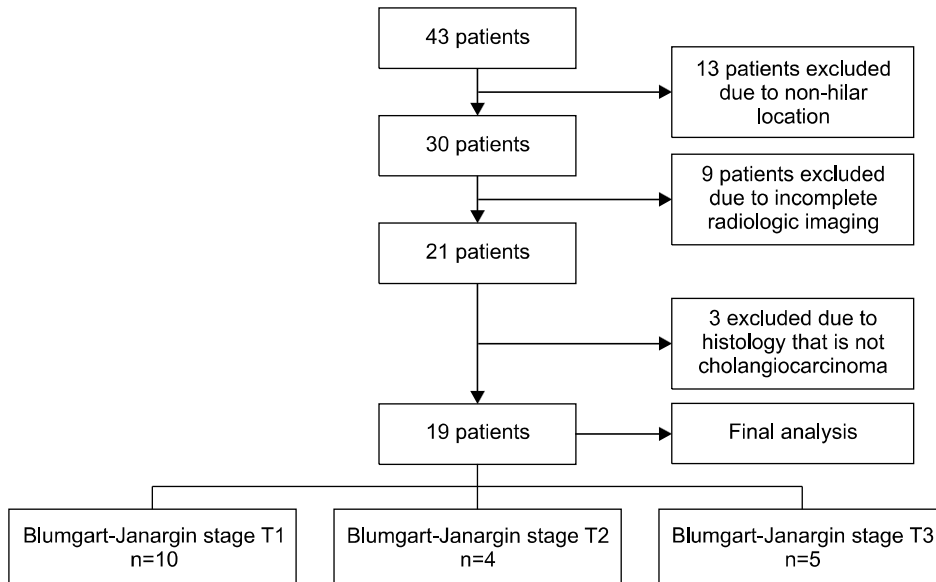 43 patients
13 patients excluded
due to non-hilar
location
30 patients
9 patients excluded
due to incomplete
radiologic imaging
21 patients
3 excluded due to
histology that is not
cholangiocarcinoma
19 patients
Final analysis
Blumgart-Janargin stage T1
n=10
Blumgart-Janargin stage T2
n=4
Blumgart-Janargin stage T3
n=5